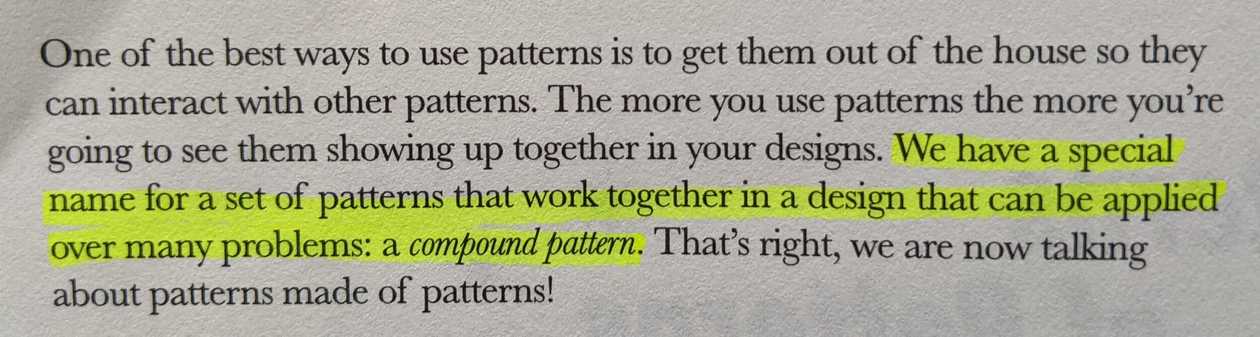 One of the best ways to use patterns is to get them out of the house so they
can interact with other patterns. The more you use patterns the more you’re
going to see them showing up together in your designs. We have a special
name for a set of patterns that work together in a design that can be applied
over many problems: a compound pattern. That’s right, we are now talking
about patterns made of patterns!